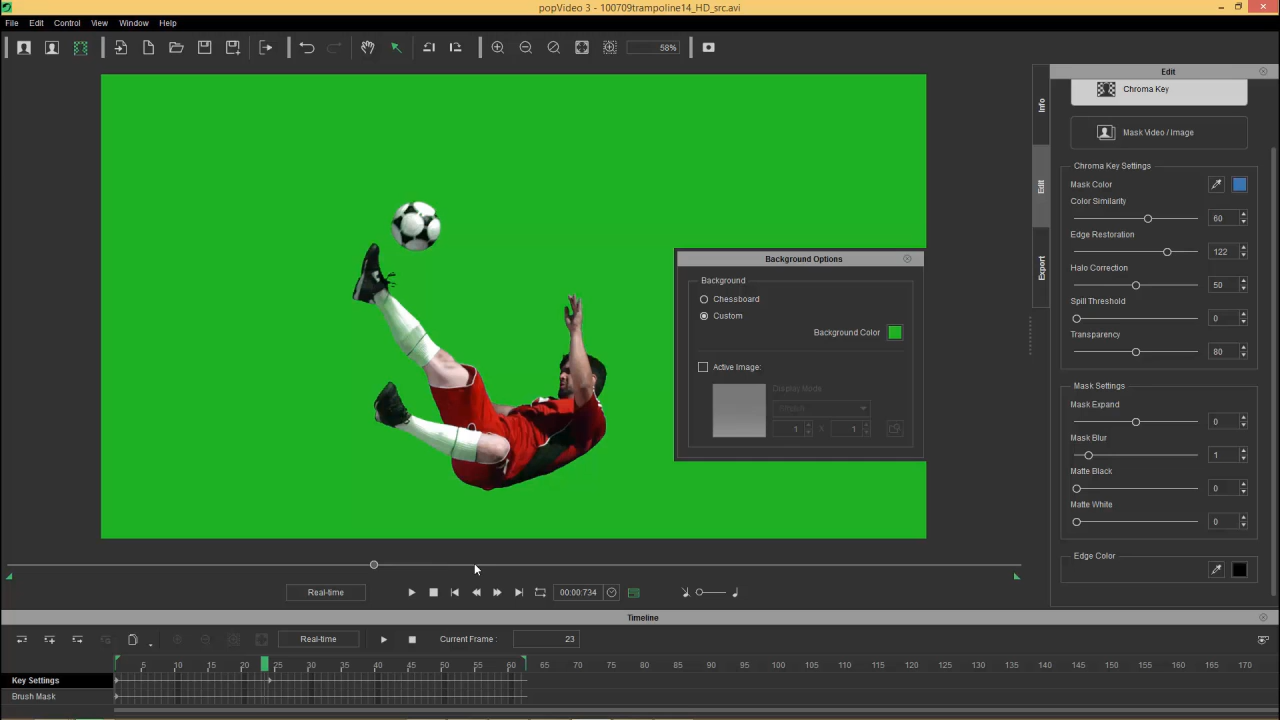 popVideo 3 - 100709trampoline14_HD_src.avi
File Edit Control View Window Help
58%
Edit
Info
Edit
Export
Chroma Key
Mask Video / Image
Chroma Key Settings
Mask Color
Color Similarity
60
Edge Restoration
122
Halo Correction
50
Spill Threshold
0
Transparency
80
Mask Settings
Mask Expand
0
Mask Blur
1
Matte Black
0
Matte White
0
Edge Color
Background Options
Background
Chessboard
Custom
Background Color
Active Image:
Display Mode
1 X 1
Real-time
00:00:734
Timeline
Real-time
Current Frame : 23
5 10 15 20 25 30 35 40 45 50 55 60 65 70 75 80 85 90 95 100 105 110 115 120 125 130 135 140 145 150 155 160 165 170
Key Settings
Brush Mask